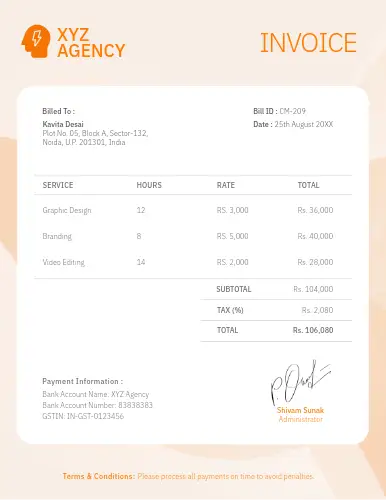 XYZ
AGENCY
INVOICE
Billed To :
Kavita Desai
Plot No. 05, Block A, Sector-132,
Noida, U.P. 201301, India
Bill ID : CM-209
Date : 25th August 20XX
SERVICE HOURS RATE TOTAL
Graphic Design 12 RS. 3,000 Rs. 36,000
Branding 8 RS. 5,000 Rs. 40,000
Video Editing 14 RS. 2,000 Rs. 28,000
SUBTOTAL Rs. 104,000
TAX (%) Rs. 2,080
TOTAL Rs. 106,080
Payment Information :
Bank Account Name: XYZ Agency
Bank Account Number: 83838383
GSTIN: IN-GST-0123456
Shivam Sunak
Administrator
Terms & Conditions: Please process all payments on time to avoid penalties.